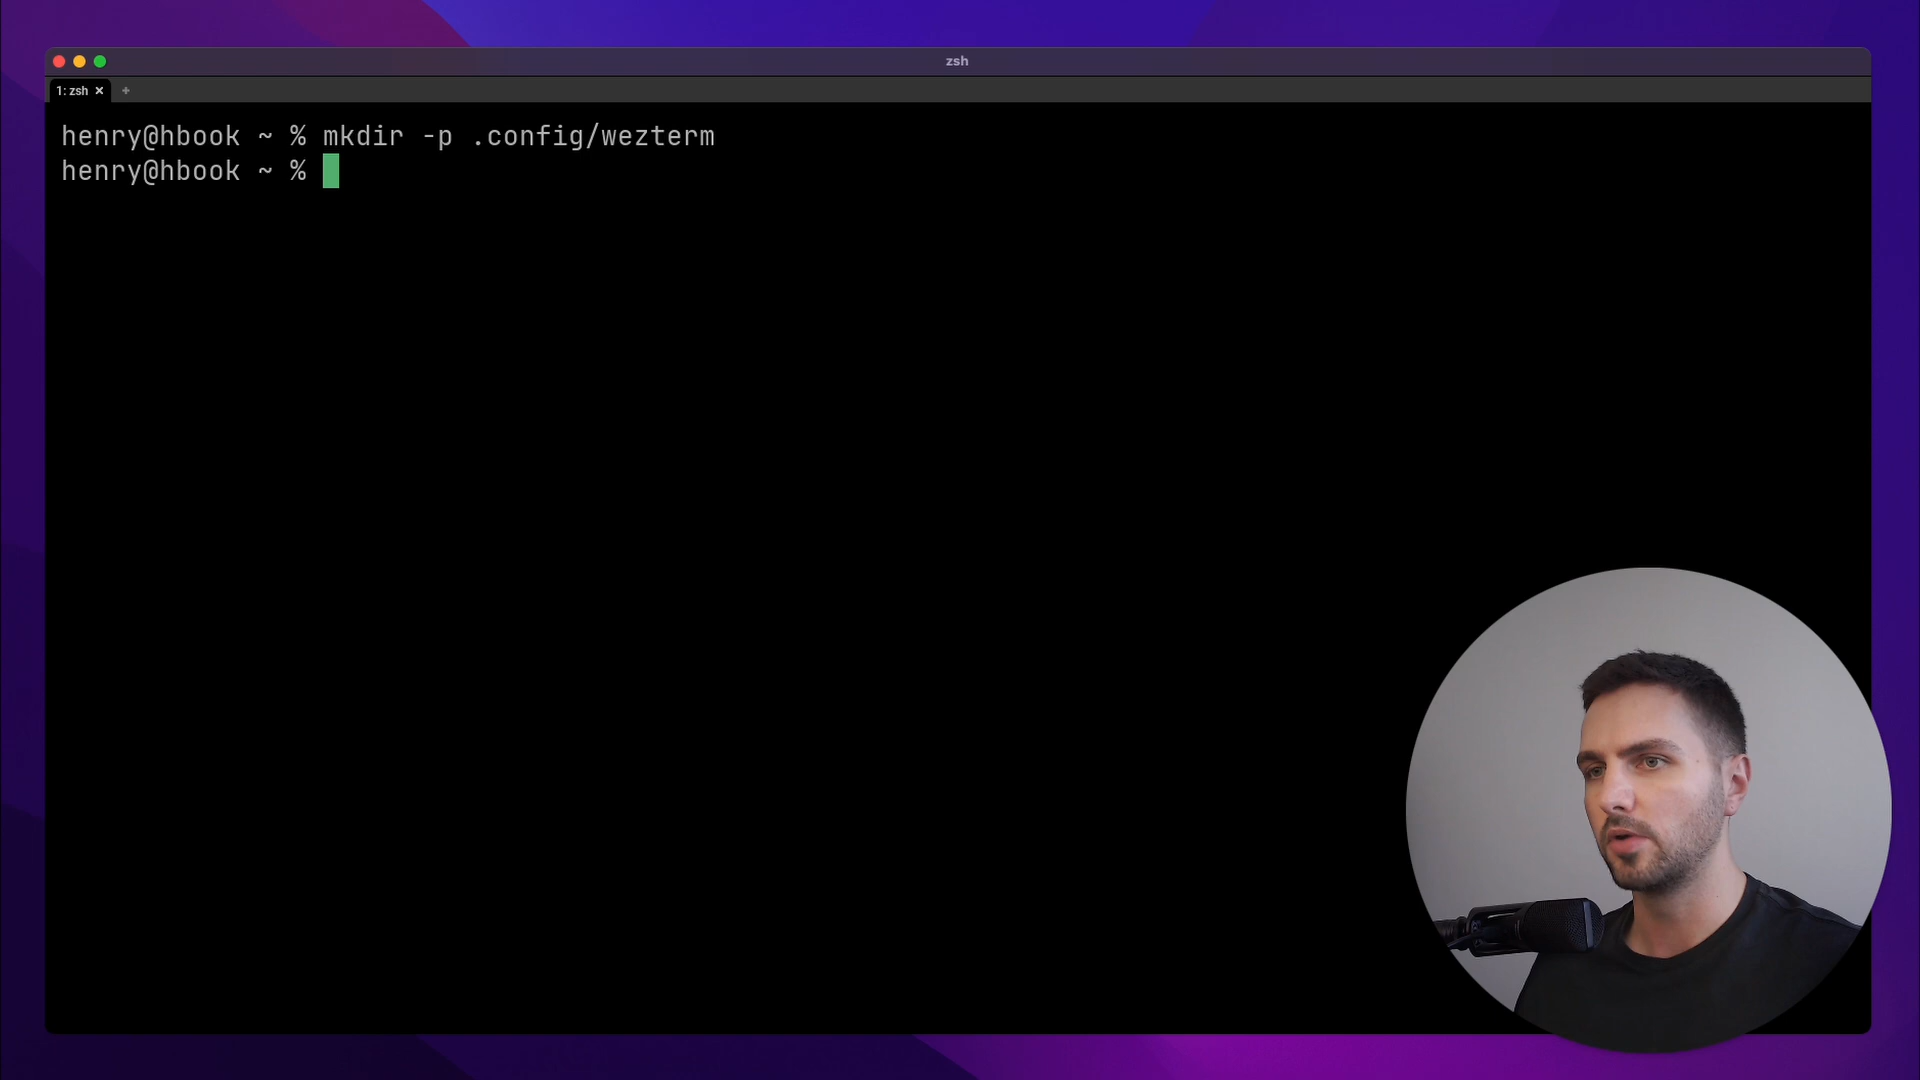 zsh
1: zsh × +
henry@hbook ~ % mkdir -p .config/wezterm
henry@hbook ~ %